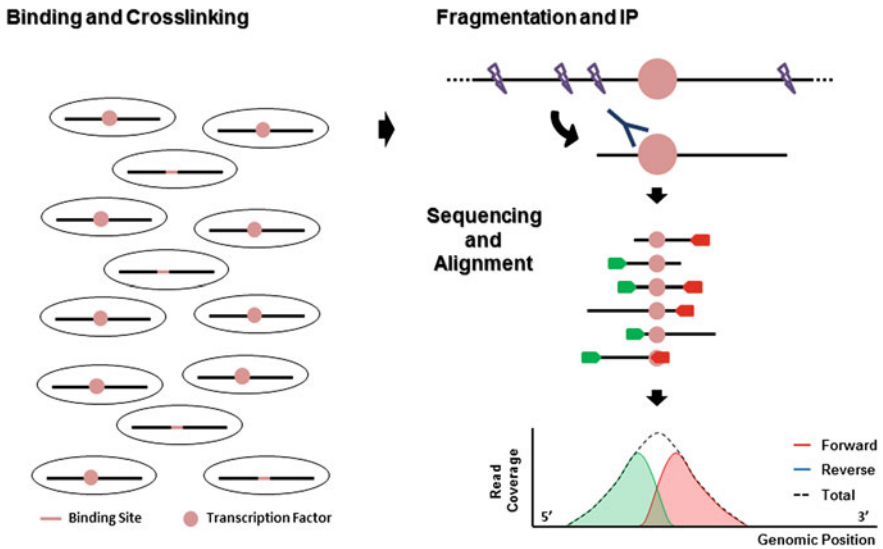 Binding and Crosslinking
Binding Site
Transcription Factor
Fragmentation and IP
Sequencing
and
Alignment
Read
Coverage
5’
3’
Forward
Reverse
Total
Genomic Position